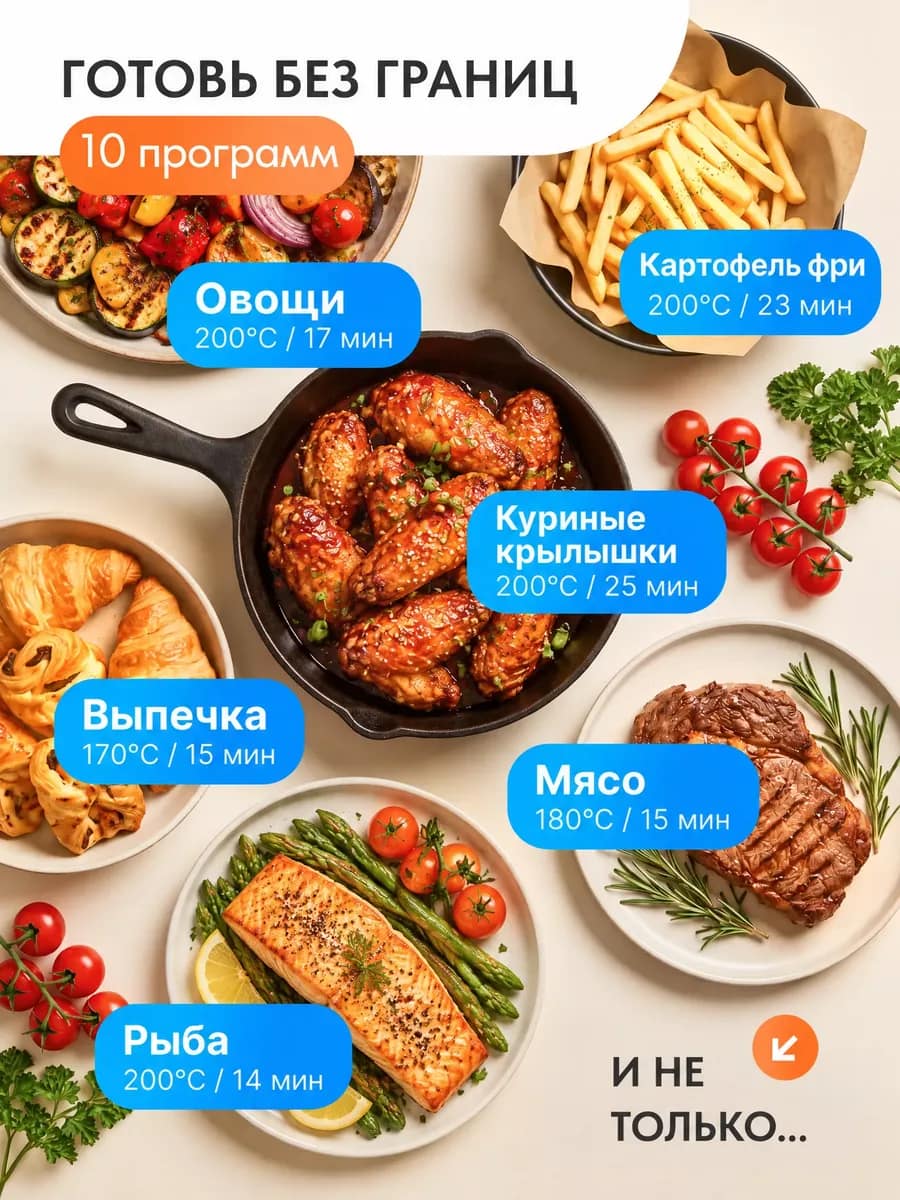 ГОТОВЬ БЕЗ ГРАНИЦ
10 программ
Овощи
200°C / 17 мин
Картофель фри
200°C / 23 мин
Куриные
крылышки
200°C / 25 мин
Выпечка
170°C / 15 мин
Мясо
180°C / 15 мин
Рыба
200°C / 14 мин
И НЕ
ТОЛЬКО...